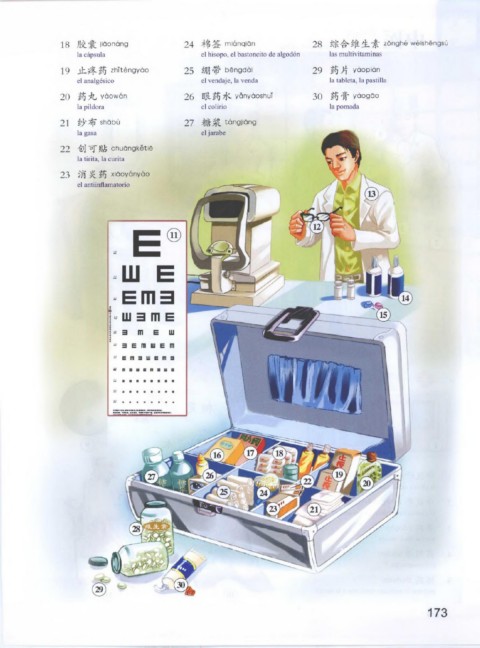 18 胶囊 jiāonáng
la cápsula
19 止疼药 zhǐténgyào
el analgésico
20 药丸 yàowán
la píldora
21 纱布 shābù
la gasa
22 创可贴 chuāngkětiē
la tirita, la curita
23 消炎药 xiāoyányào
el antiinflamatorio
24 棉签 miánqiān
el hisopo, el bastoncito de algodón
25 绷带 bēngdài
el vendaje, la venda
26 眼药水 yǎnyàoshuǐ
el colirio
27 糖浆 tángjiāng
el jarabe
28 综合维生素 zōnghé wéishēngsù
las multivitaminas
29 药片 yàopiàn
la tableta, la pastilla
30 药膏 yàogāo
la pomada
13
12
11
E
14
15
16
17
18
19
20
21
22
23
24
25
26
27
28
29
30
173